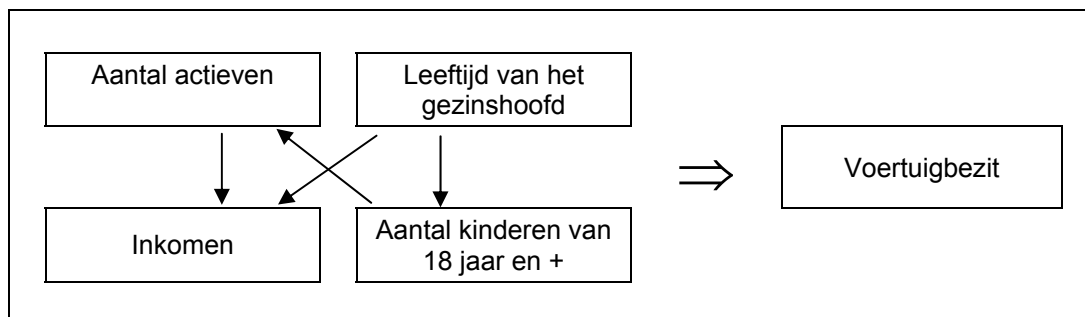 Aantal actieven
Leeftijd van het
gezinshoofd
Voertuigbezit
Inkomen
Aantal kinderen van
18 jaar en +